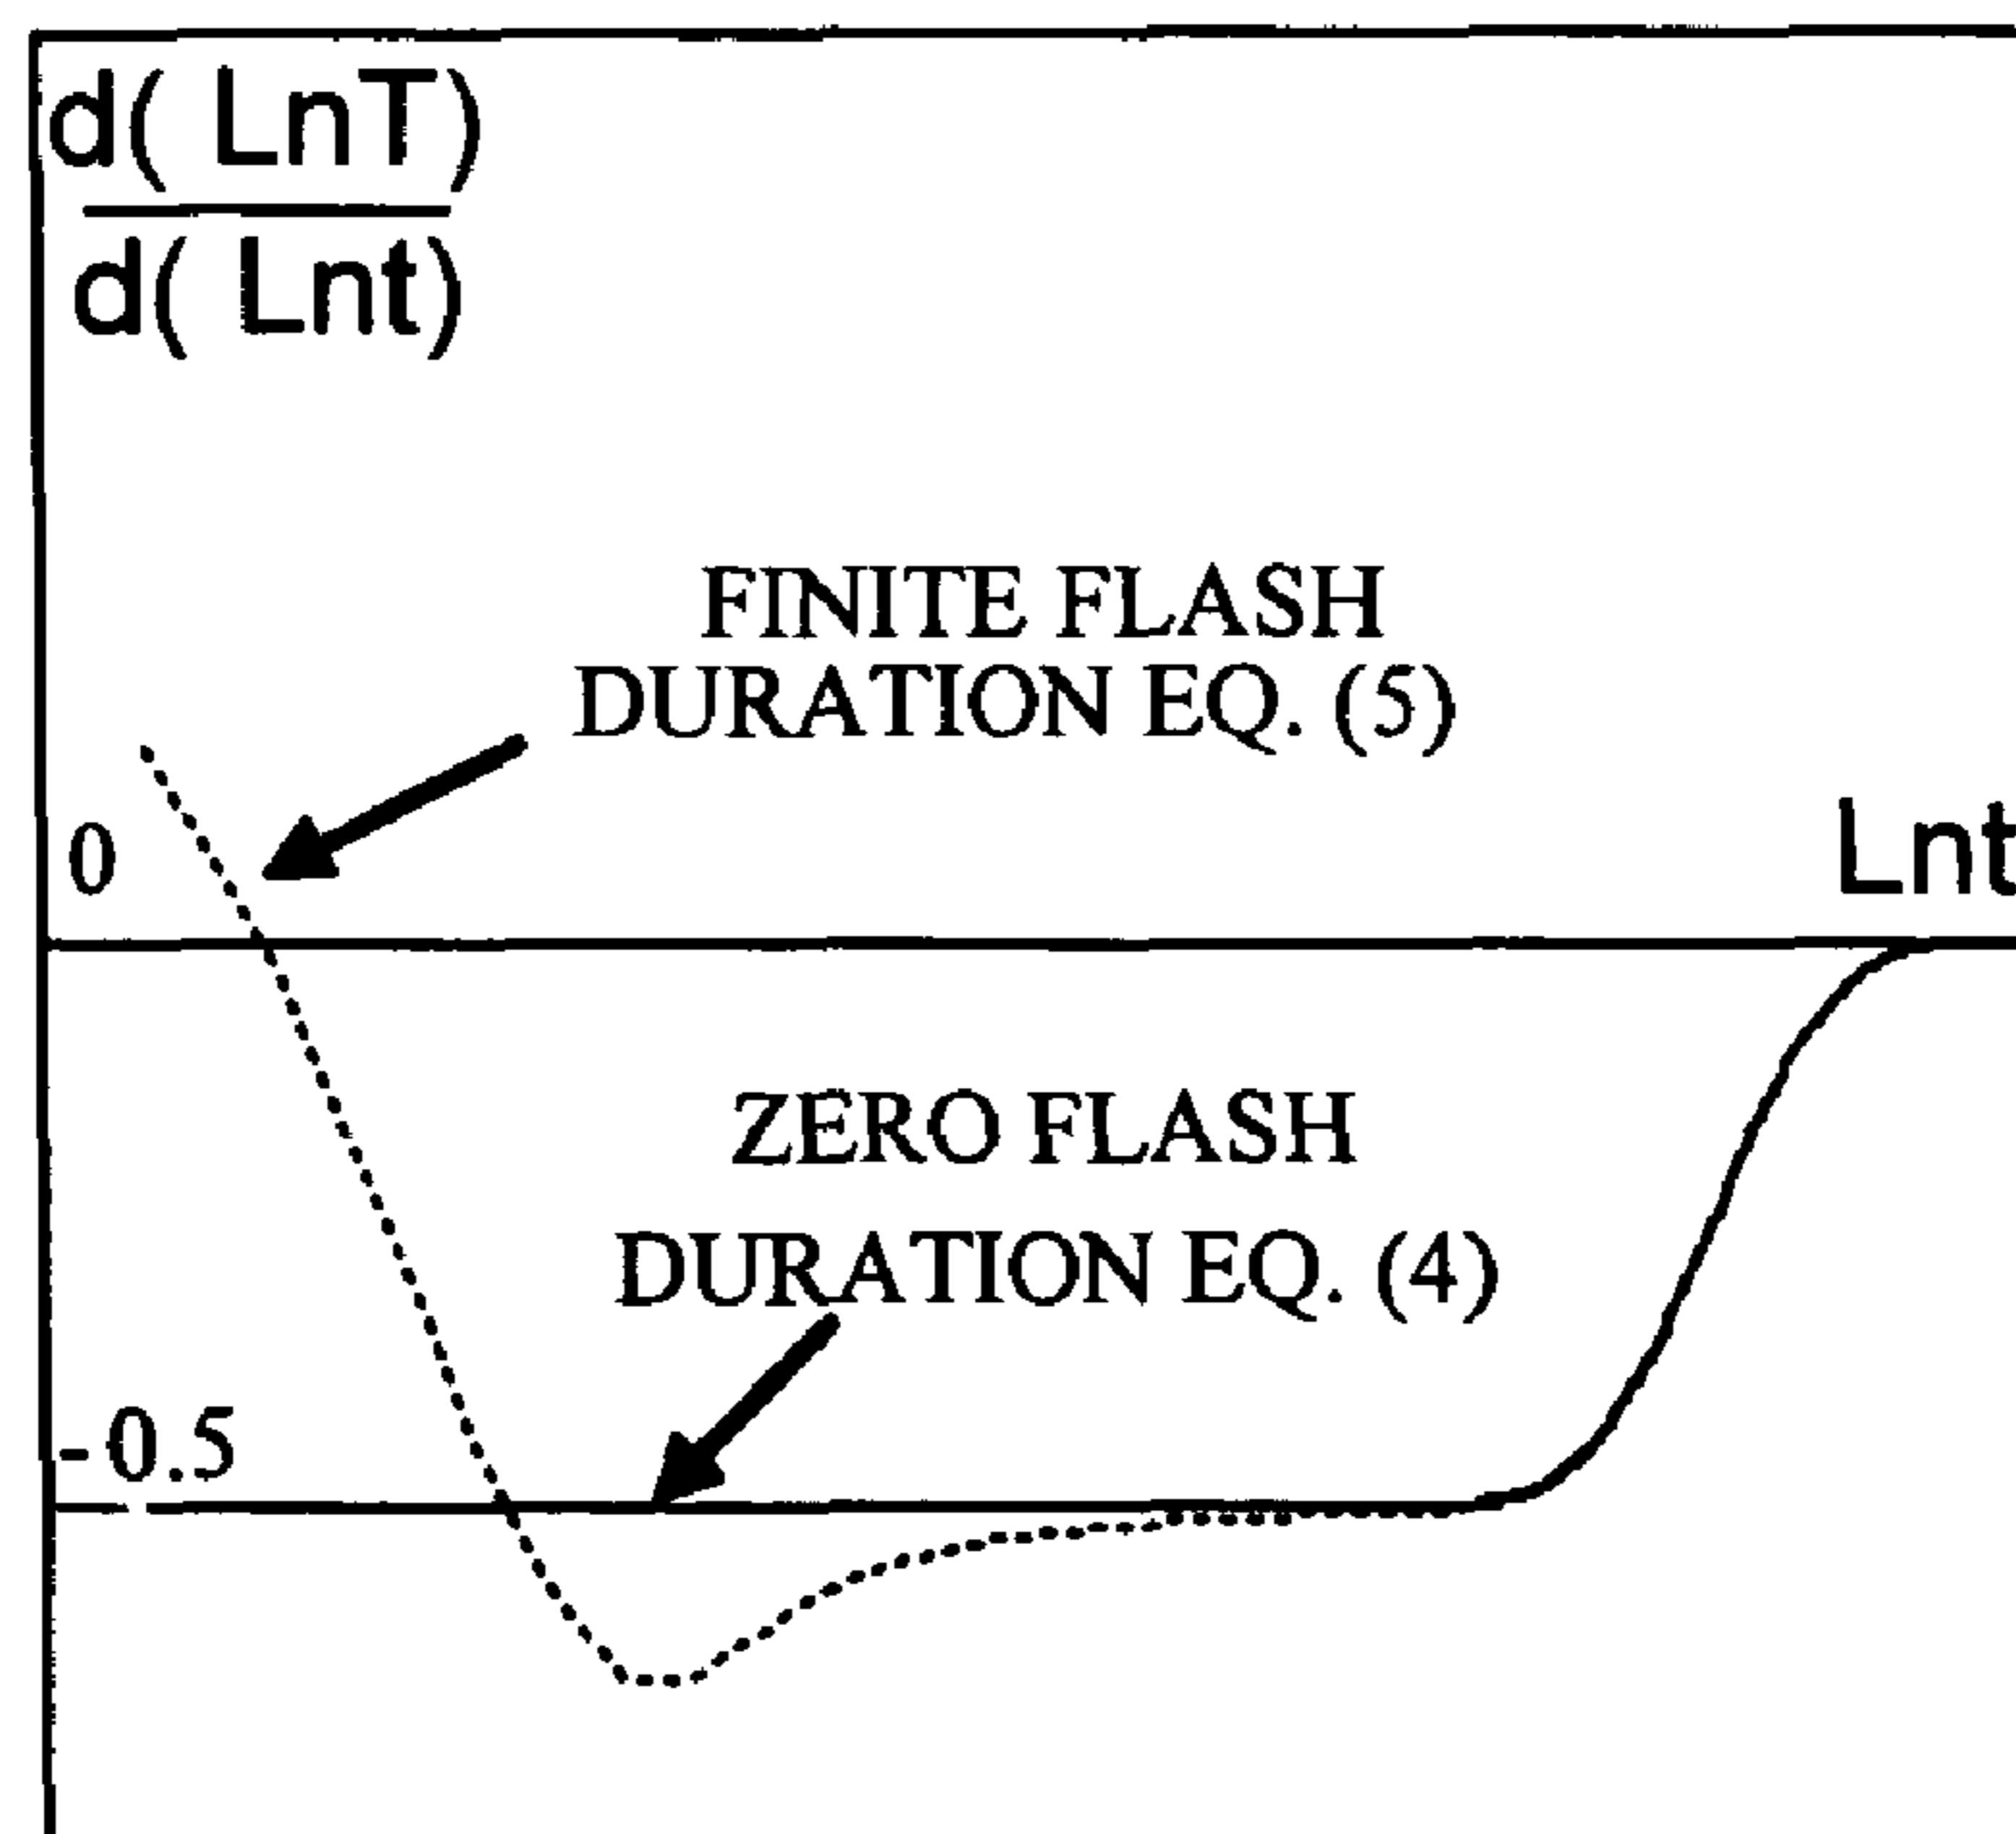 d( LnT)
d( Lnt)
FINITE FLASH
DURATION EQ. (5)
0
Lnt
ZERO FLASH
DURATION EQ. (4)
-0.5